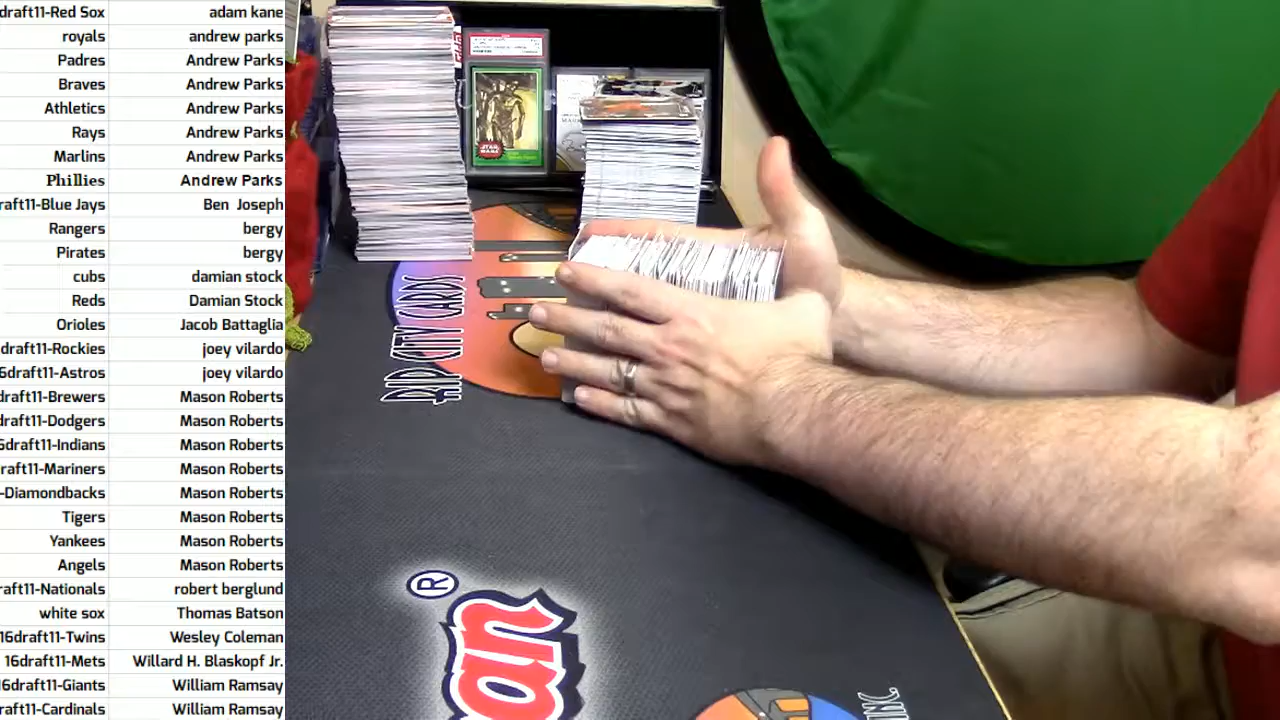 draft11-Red Sox adam kane
royals andrew parks
Padres Andrew Parks
Braves Andrew Parks
Athletics Andrew Parks
Rays Andrew Parks
Marlins Andrew Parks
Phillies Andrew Parks
raft11-Blue Jays Ben Joseph
Rangers bergy
Pirates bergy
cubs damian stock
Reds Damian Stock
Orioles Jacob Battaglia
draft11-Rockies joey vilardo
6draft11-Astros joey vilardo
draft11-Brewers Mason Roberts
draft11-Dodgers Mason Roberts
6draft11-Indians Mason Roberts
raft11-Mariners Mason Roberts
-Diamondbacks Mason Roberts
Tigers Mason Roberts
Yankees Mason Roberts
Angels Mason Roberts
raft11-Nationals robert berglund
white sox Thomas Batson
16draft11-Twins Wesley Coleman
16draft11-Mets Willard H. Blaskopf Jr.
16draft11-Giants William Ramsay
raft11-Cardinals William Ramsay
STAR WARS
RIP CITY CARDS
an®
INC